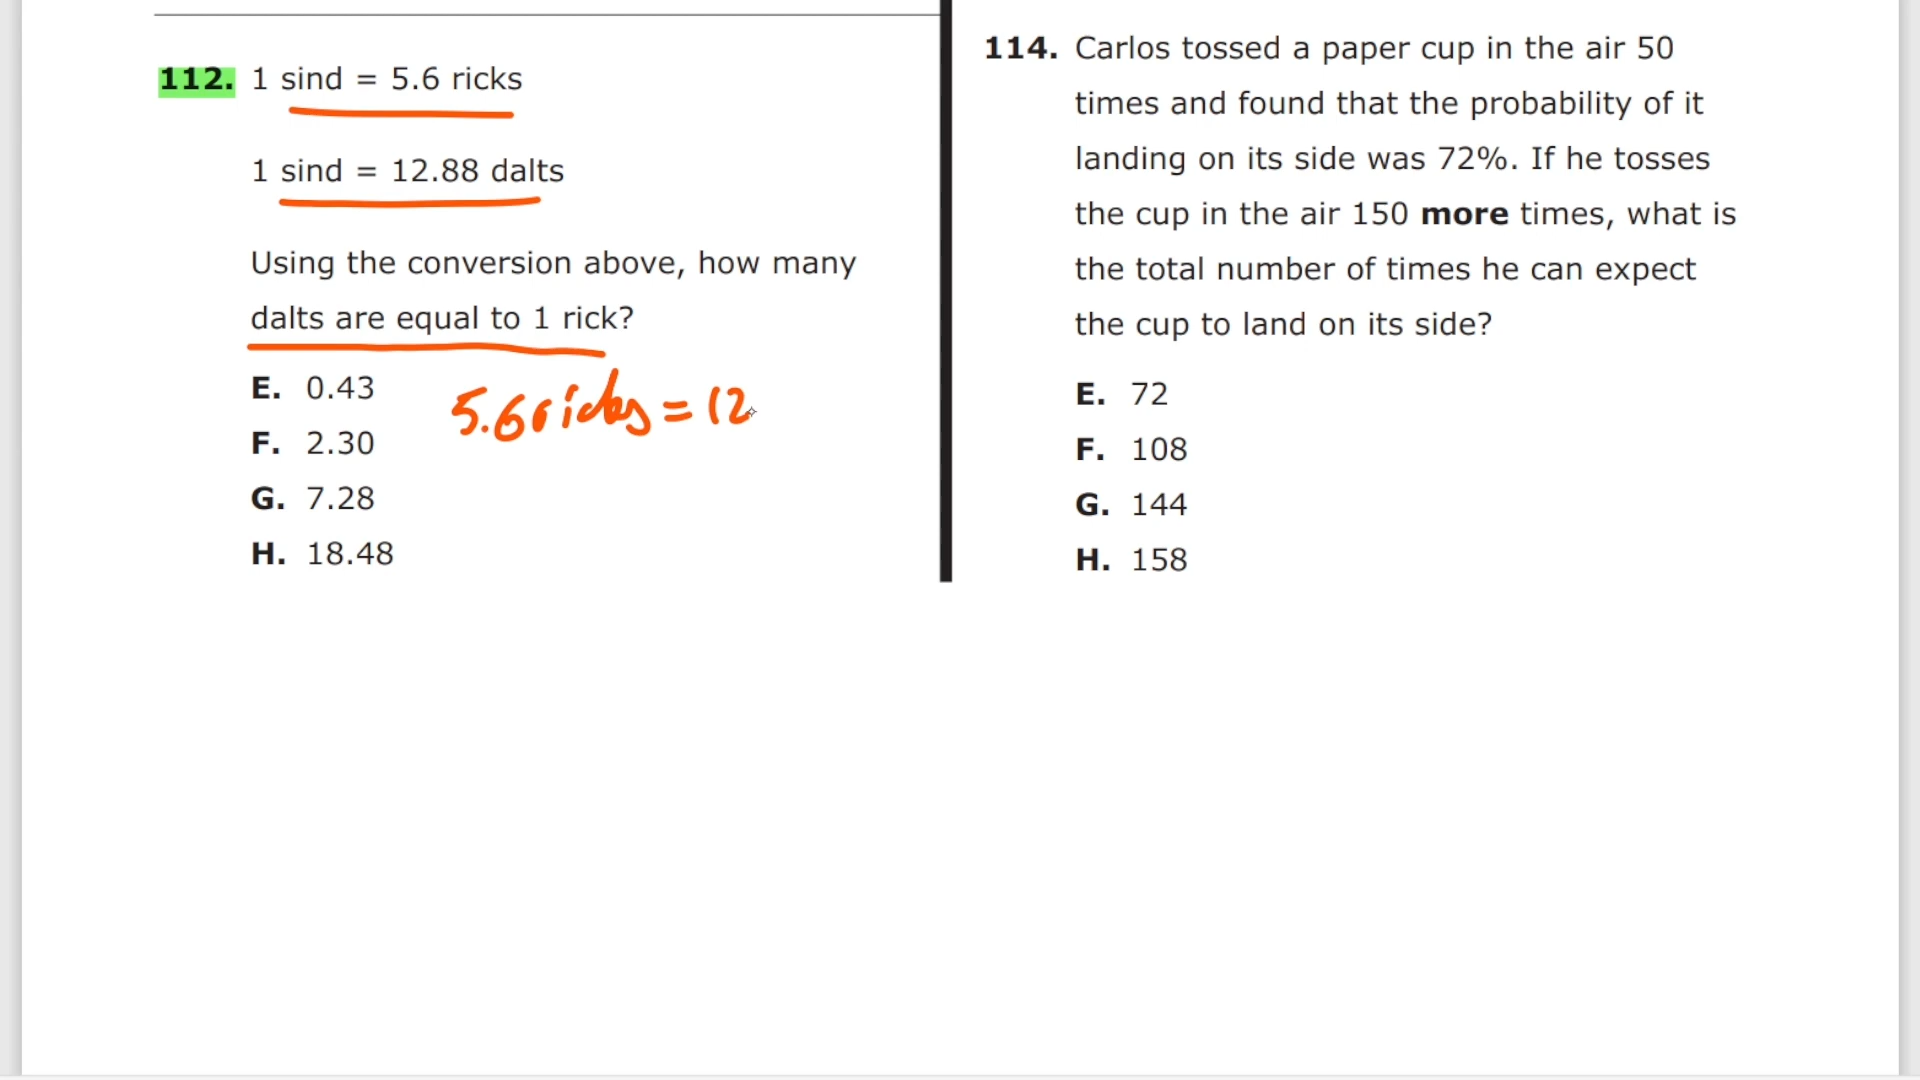 112. 1 sind = 5.6 ricks
1 sind = 12.88 dalts
Using the conversion above, how many
dalts are equal to 1 rick?
E. 0.43
F. 2.30
G. 7.28
H. 18.48
5.6 ricks = 12
114. Carlos tossed a paper cup in the air 50
times and found that the probability of it
landing on its side was 72%. If he tosses
the cup in the air 150 more times, what is
the total number of times he can expect
the cup to land on its side?
E. 72
F. 108
G. 144
H. 158